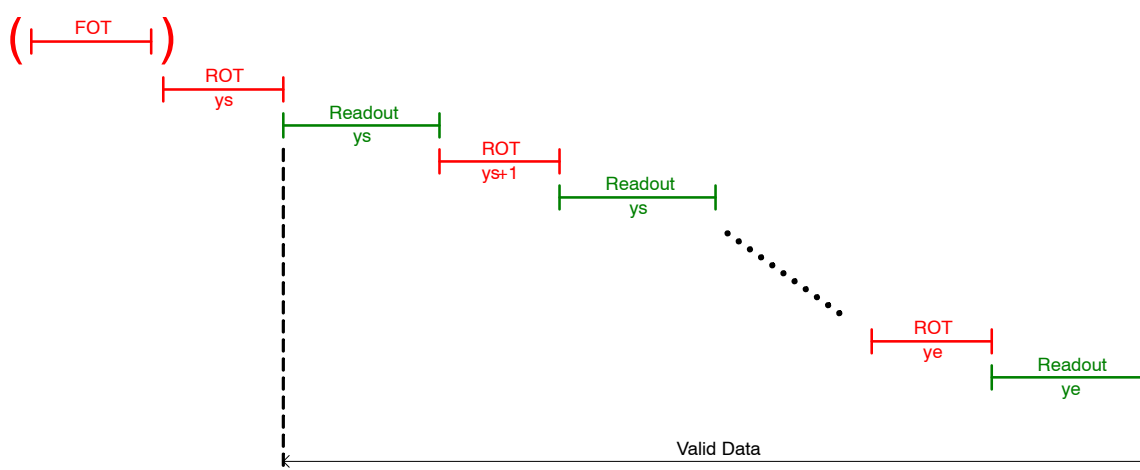 ( FOT )
ROT
ys
Readout
ys
ROT
ys+1
Readout
ys
ROT
ye
Readout
ye
Valid Data